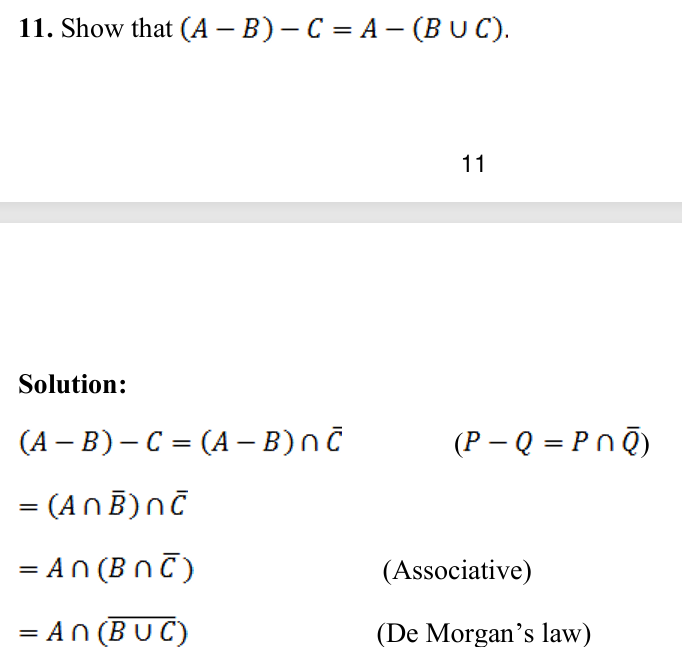 11. Show that (A − B) − C = A − (B ∪ C).
11
Solution:
(A − B) − C = (A − B) ∩ C̄ (P − Q = P ∩ Q̄)
= (A ∩ B̄) ∩ C̄
= A ∩ (B ∩ C̅ ) (Associative)
= A ∩ (B̅ ̅∪̅ ̅C̅) (De Morgan’s law)